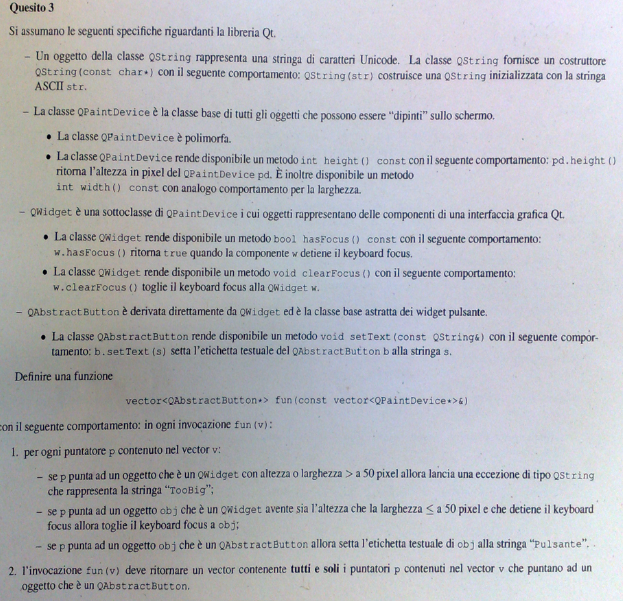 Quesito 3
Si assumano le seguenti specifiche riguardanti la libreria Qt.
– Un oggetto della classe QString rappresenta una stringa di caratteri Unicode. La classe QString fornisce un costruttore
QString(const char*) con il seguente comportamento: QString(str) costruisce una QString inizializzata con la stringa
ASCII str.
– La classe QPaintDevice è la classe base di tutti gli oggetti che possono essere "dipinti" sullo schermo.
• La classe QPaintDevice è polimorfa.
• La classe QPaintDevice rende disponibile un metodo int height() const con il seguente comportamento: pd.height()
ritorna l'altezza in pixel del QPaintDevice pd. È inoltre disponibile un metodo
int width() const con analogo comportamento per la larghezza.
– QWidget è una sottoclasse di QPaintDevice i cui oggetti rappresentano delle componenti di una interfaccia grafica Qt.
• La classe QWidget rende disponibile un metodo bool hasFocus() const con il seguente comportamento:
w.hasFocus() ritorna true quando la componente w detiene il keyboard focus.
• La classe QWidget rende disponibile un metodo void clearFocus() con il seguente comportamento:
w.clearFocus() toglie il keyboard focus alla QWidget w.
– QAbstractButton è derivata direttamente da QWidget ed è la classe base astratta dei widget pulsante.
• La classe QAbstractButton rende disponibile un metodo void setText(const QString&) con il seguente compor-
tamento: b.setText(s) setta l'etichetta testuale del QAbstractButton b alla stringa s.
Definire una funzione
vector<QAbstractButton*> fun(const vector<QPaintDevice*>&)
con il seguente comportamento: in ogni invocazione fun(v):
1. per ogni puntatore p contenuto nel vector v:
– se p punta ad un oggetto che è un QWidget con altezza o larghezza > a 50 pixel allora lancia una eccezione di tipo QString
che rappresenta la stringa "TooBig";
– se p punta ad un oggetto obj che è un QWidget avente sia l'altezza che la larghezza ≤ a 50 pixel e che detiene il keyboard
focus allora toglie il keyboard focus a obj;
– se p punta ad un oggetto obj che è un QAbstractButton allora setta l'etichetta testuale di obj alla stringa "Pulsante".
2. l'invocazione fun(v) deve ritornare un vector contenente tutti e soli i puntatori p contenuti nel vector v che puntano ad un
oggetto che è un QAbstractButton.